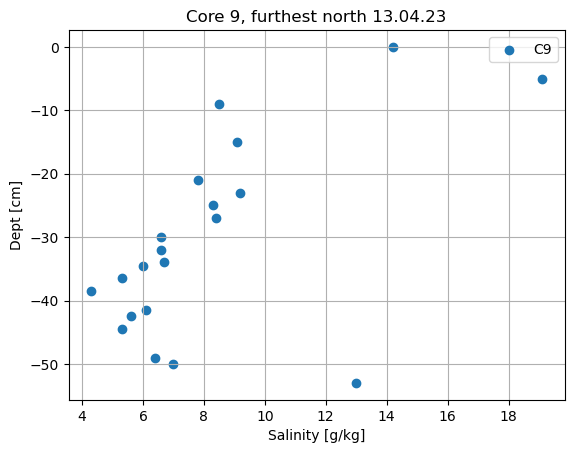 Core 9, furthest north 13.04.23
C9
0
−10
−20
−30
−40
−50
Dept [cm]
4 6 8 10 12 14 16 18
Salinity [g/kg]